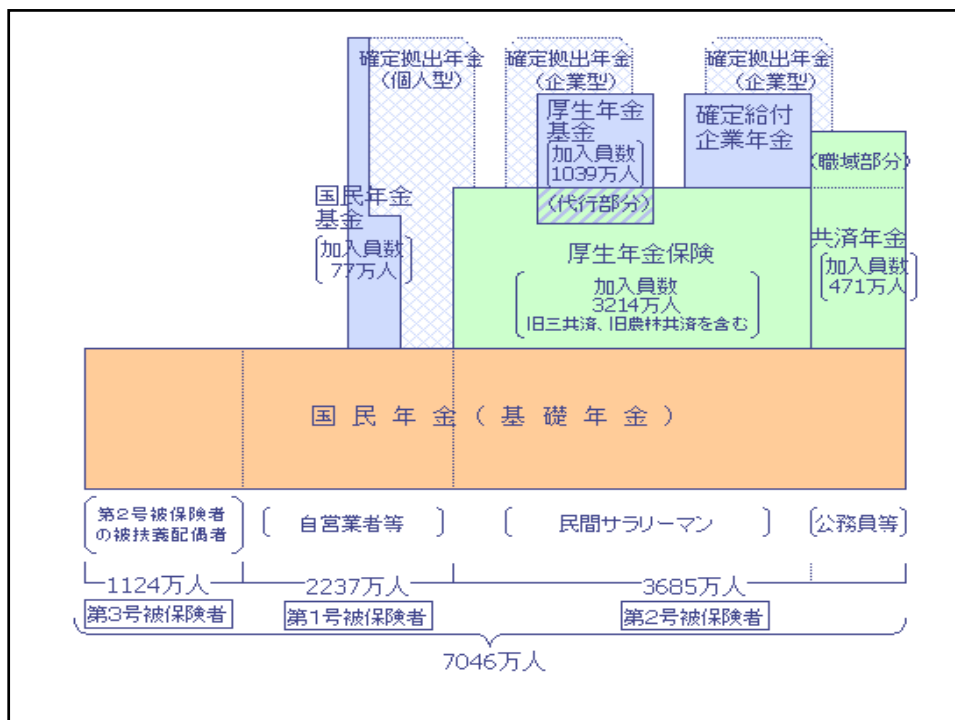 確定拠出年金
（個人型）
確定拠出年金
（企業型）
確定拠出年金
（企業型）
厚生年金
基金
加入員数
1039万人
確定給付
企業年金
（職域部分）
国民年金
基金
加入員数
77万人
（代行部分）
厚生年金保険
加入員数
3214万人
旧三共済、旧農林共済を含む
共済年金
加入員数
471万人
国民年金（基礎年金）
第2号被保険者
の被扶養配偶者
自営業者等
民間サラリーマン
公務員等
1124万人
2237万人
3685万人
第3号被保険者
第1号被保険者
第2号被保険者
7046万人